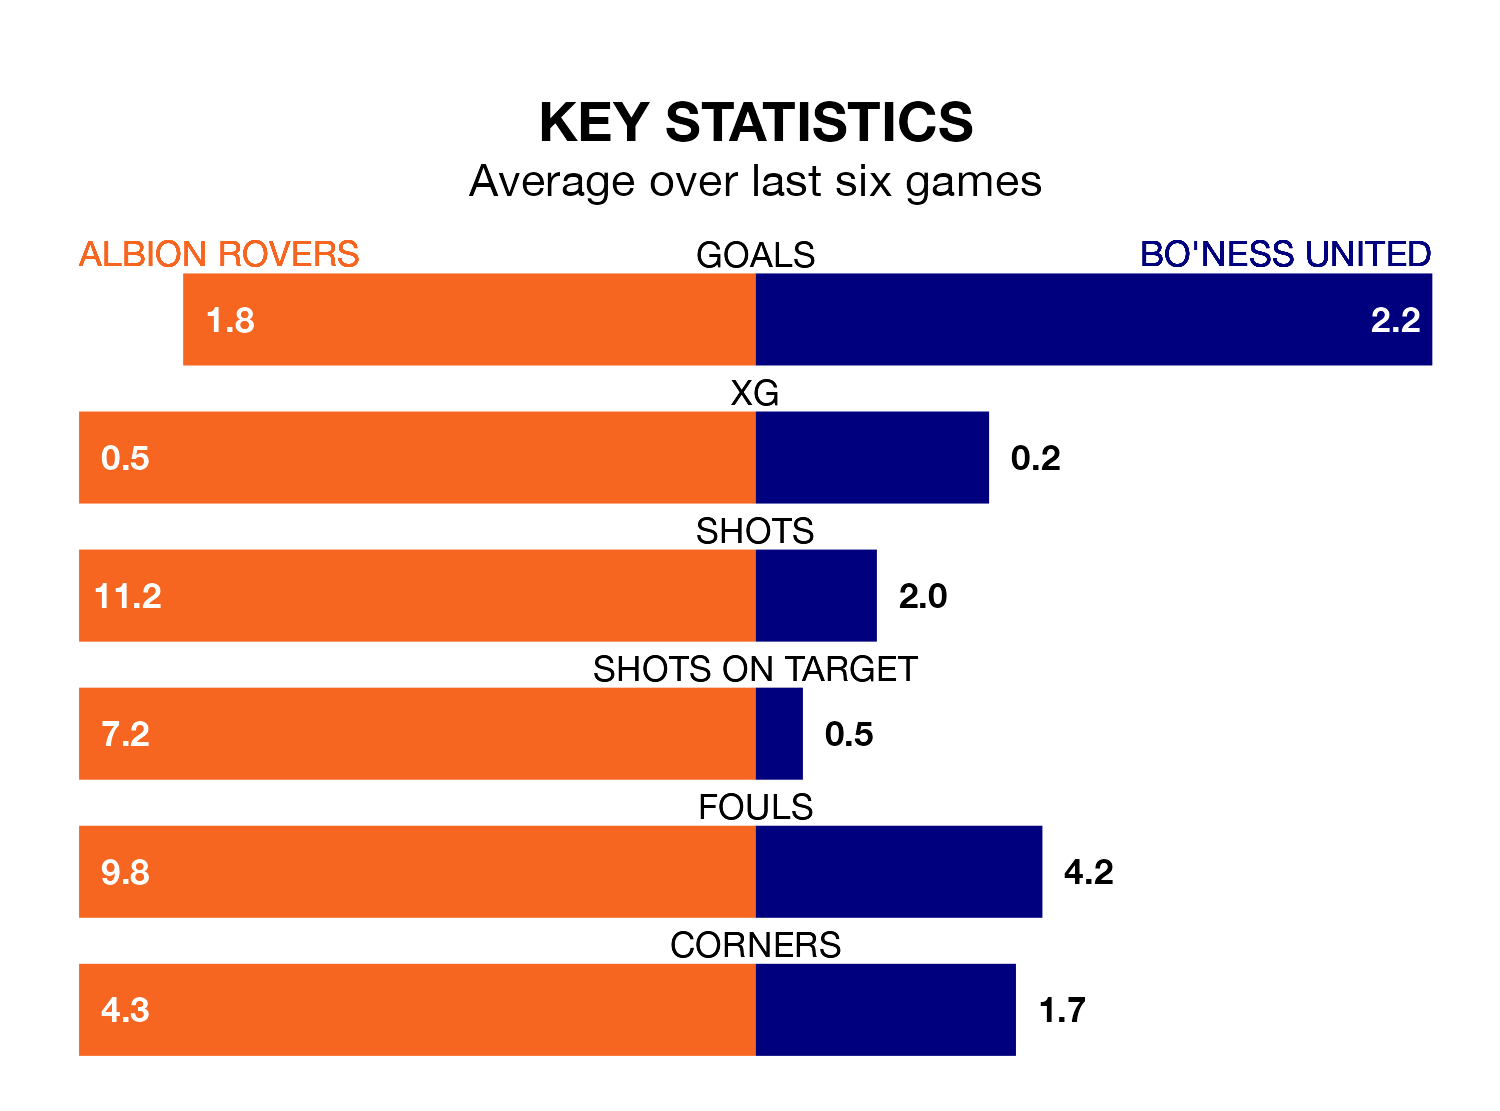 KEY STATISTICS
Average over last six games
ALBION ROVERS GOALS BO'NESS UNITED
1.8 2.2
XG
0.5 0.2
SHOTS
11.2 2.0
SHOTS ON TARGET
7.2 0.5
FOULS
9.8 4.2
CORNERS
4.3 1.7